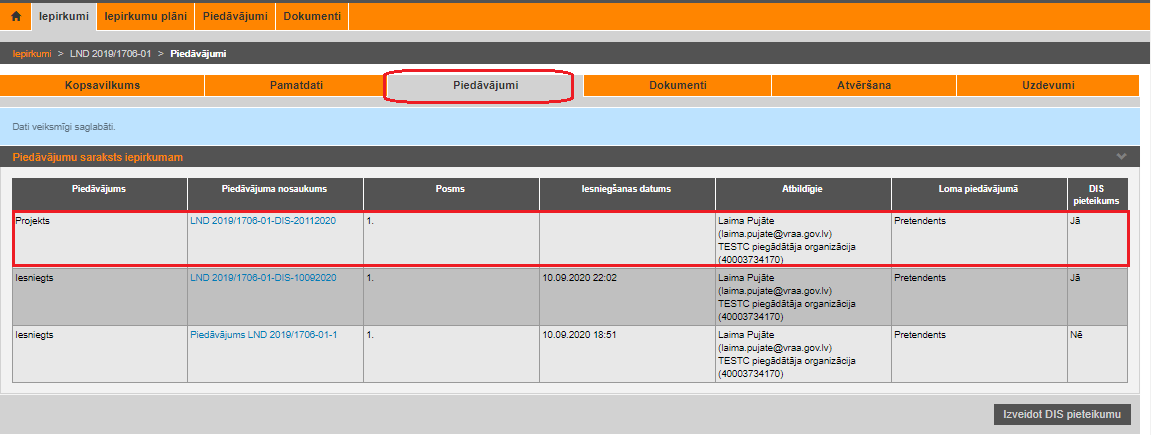 Iepirkumi Iepirkumu plāni Piedāvājumi Dokumenti
Iepirkumi > LND 2019/1706-01 > Piedāvājumi
Kopsavilkums Pamatdati Piedāvājumi Dokumenti Atvēršana Uzdevumi
Dati veiksmīgi saglabāti.
Piedāvājumu saraksts iepirkumam
Piedāvājums Piedāvājuma nosaukums Posms Iesniegšanas datums Atbildīgie Loma piedāvājumā DIS
pieteikums
Projekts LND 2019/1706-01-DIS-20112020 1. Laima Pujāte Pretendents Jā
(laima.pujate@vraa.gov.lv)
TESTC piegādātāja organizācija
(40003734170)
Iesniegts LND 2019/1706-01-DIS-10092020 1. 10.09.2020 22:02 Laima Pujāte Pretendents Jā
(laima.pujate@vraa.gov.lv)
TESTC piegādātāja organizācija
(40003734170)
Iesniegts Piedāvājums LND 2019/1706-01-1 1. 10.09.2020 18:51 Laima Pujāte Pretendents Nē
(laima.pujate@vraa.gov.lv)
TESTC piegādātāja organizācija
(40003734170)
Izveidot DIS pieteikumu